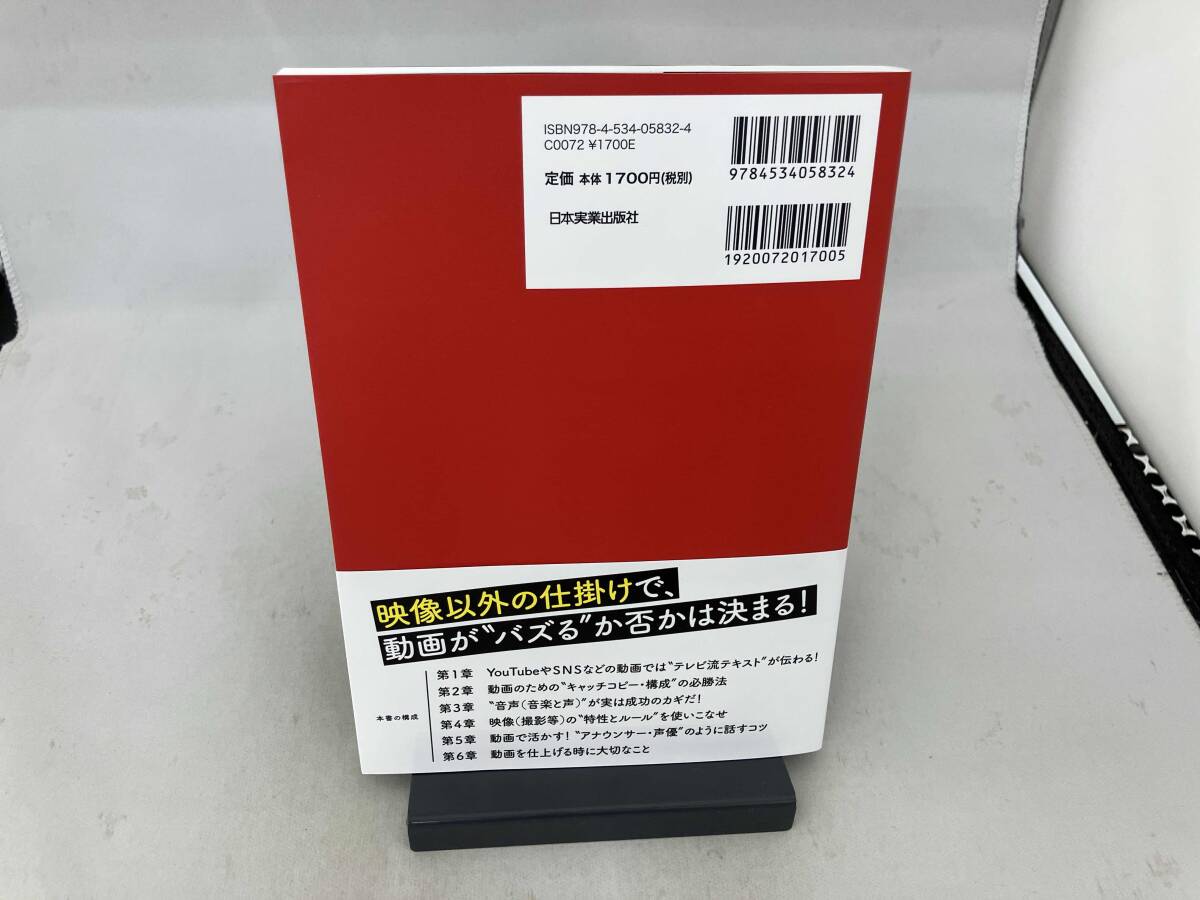 ISBN978-4-534-05832-4
C0072 ¥1700E
定価 本体1700円(税別)
日本実業出版社
9784534058324
1920072017005
映像以外の仕掛けで、
動画が“バズる”か否かは決まる!
本書の構成
第1章 YouTubeやSNSなどの動画では“テレビ流テキスト”が伝わる!
第2章 動画のための“キャッチコピー・構成”の必勝法
第3章 “音声(音楽と声)”が実は成功のカギだ!
第4章 映像(撮影等)の“特性とルール”を使いこなせ
第5章 動画で活かす!“アナウンサー・声優”のように話すコツ
第6章 動画を仕上げる時に大切なこと